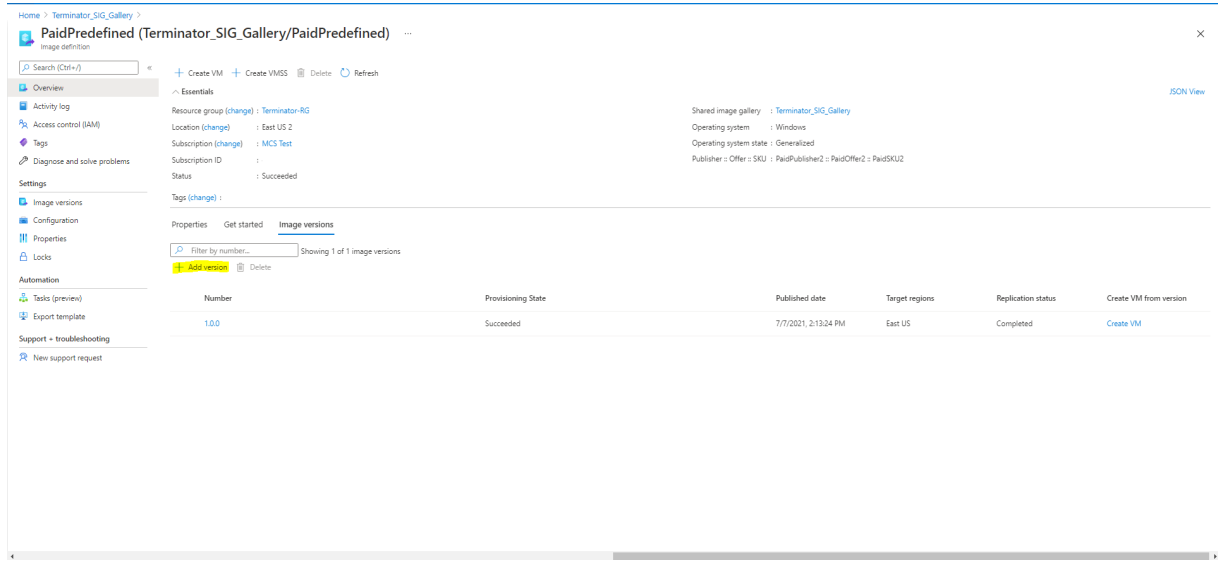 Home > Terminator_SIG_Gallery >
PaidPredefined (Terminator_SIG_Gallery/PaidPredefined) ...
Image definition
Search (Ctrl+/) «
Overview
Activity log
Access control (IAM)
Tags
Diagnose and solve problems
Settings
Image versions
Configuration
Properties
Locks
Automation
Tasks (preview)
Export template
Support + troubleshooting
New support request
+ Create VM + Create VMSS Delete Refresh
Essentials
JSON View
Resource group (change) : Terminator-RG
Location (change) : East US 2
Subscription (change) : MCS Test
Subscription ID :
Status : Succeeded
Shared image gallery : Terminator_SIG_Gallery
Operating system : Windows
Operating system state : Generalized
Publisher :: Offer :: SKU : PaidPublisher2 :: PaidOffer2 :: PaidSKU2
Tags (change) :
Properties Get started Image versions
Filter by number... Showing 1 of 1 image versions
+ Add version Delete
Number Provisioning State Published date Target regions Replication status Create VM from version
1.0.0 Succeeded 7/7/2021, 2:13:24 PM East US Completed Create VM